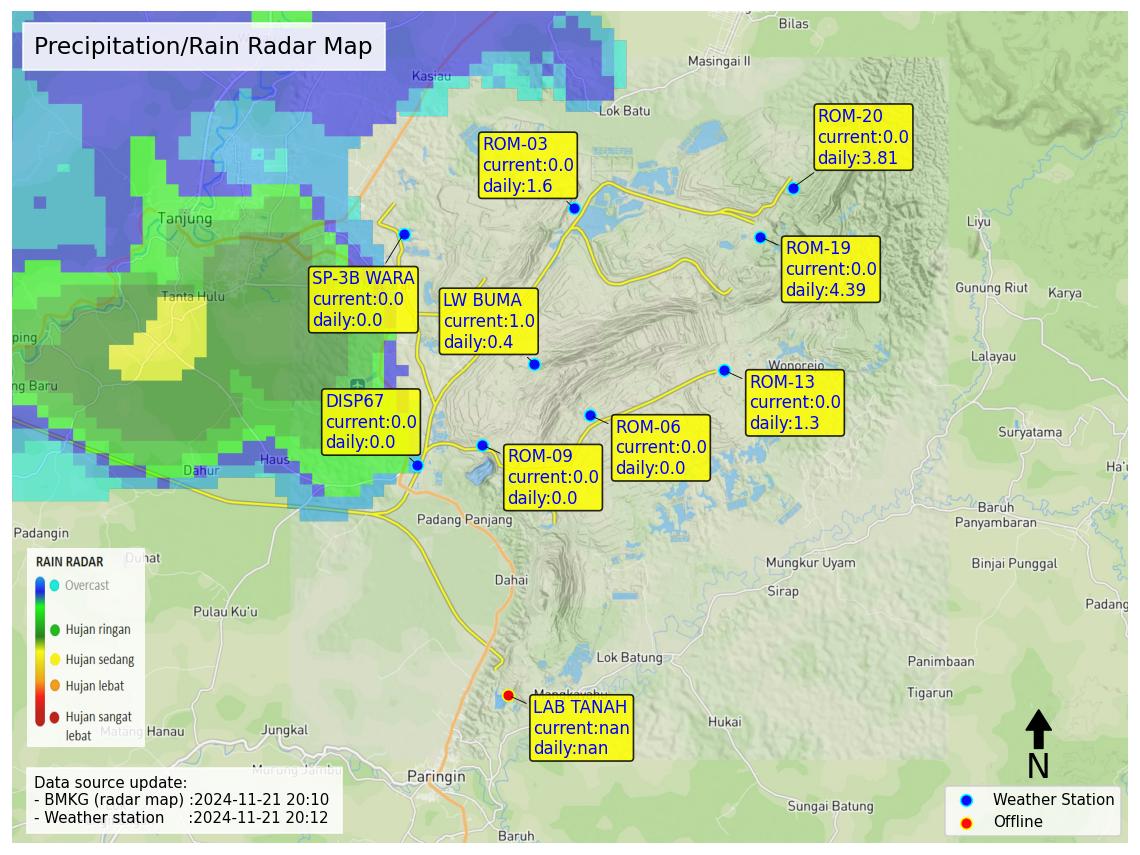 Precipitation/Rain Radar Map
Bilas
Masingai II
Kasiau
Lok Batu
ROM-20
current:0.0
daily:3.81
ROM-03
current:0.0
daily:1.6
Tanjung
Liyu
ROM-19
current:0.0
daily:4.39
SP-3B WARA
current:0.0
daily:0.0
LW BUMA
current:1.0
daily:0.4
Tanta Hulu
Gunung Riut
Karya
ping
Lalayau
Wonorejo
ng Baru
ROM-13
current:0.0
daily:1.3
DISP67
current:0.0
daily:0.0
ROM-06
current:0.0
daily:0.0
Suryatama
ROM-09
current:0.0
daily:0.0
Haus
Dahur
Ha'u
Baruh
Panyambaran
Padang Panjang
Padangin
Duhat
Mungkur Uyam
Binjai Punggal
Dahai
Sirap
Padang
Pulau Ku'u
Lok Batung
Panimbaan
Tigarun
RAIN RADAR
Overcast
Hujan ringan
Hujan sedang
Hujan lebat
Hujan sangat
lebat
LAB TANAH
current:nan
daily:nan
Hukai
Matang Hanau
Jungkal
Murung Jambu
Paringin
N
Sungai Batung
Baruh
Data source update:
- BMKG (radar map) :2024-11-21 20:10
- Weather station :2024-11-21 20:12
Weather Station
Offline